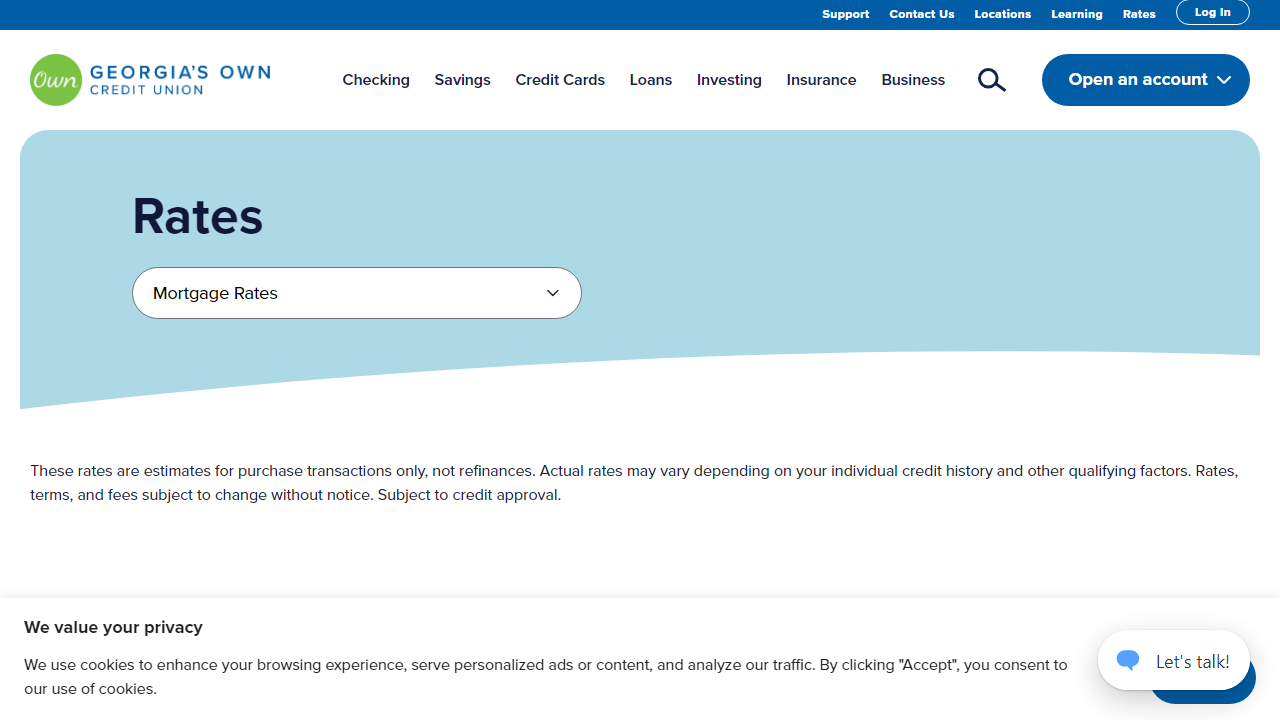 Support Contact Us Locations Learning Rates Log In
Own GEORGIA'S OWN
CREDIT UNION
Checking Savings Credit Cards Loans Investing Insurance Business Open an account
Rates
Mortgage Rates
These rates are estimates for purchase transactions only, not refinances. Actual rates may vary depending on your individual credit history and other qualifying factors. Rates,
terms, and fees subject to change without notice. Subject to credit approval.
We value your privacy
We use cookies to enhance your browsing experience, serve personalized ads or content, and analyze our traffic. By clicking "Accept", you consent to
our use of cookies.
Let's talk!